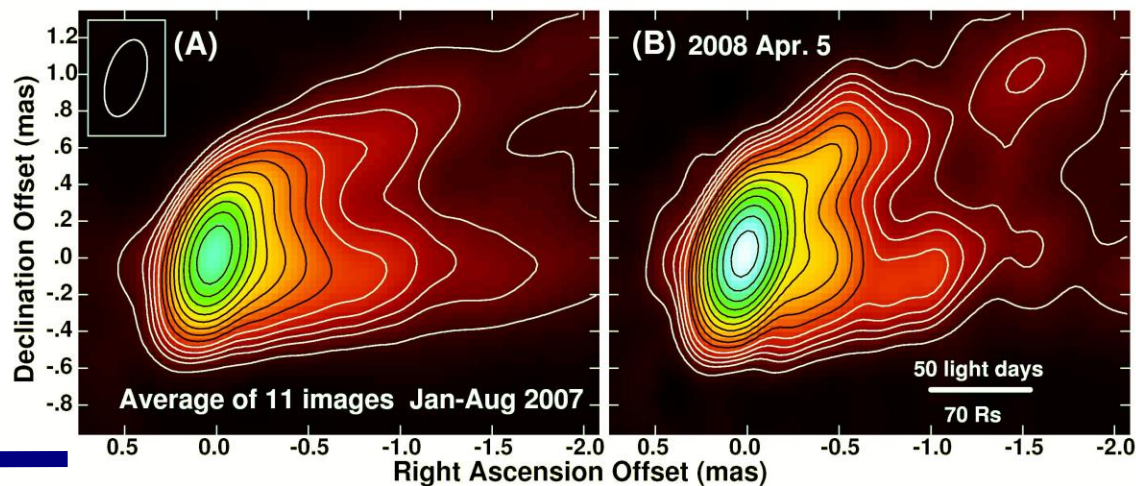 (A)
(B) 2008 Apr. 5
Declination Offset (mas)
1.2
1.0
.8
.6
.4
.2
.0
-.2
-.4
-.6
-.8
Average of 11 images Jan-Aug 2007
50 light days
70 Rs
0.5 0.0 -0.5 -1.0 -1.5 -2.0
0.5 0.0 -0.5 -1.0 -1.5 -2.0
Right Ascension Offset (mas)